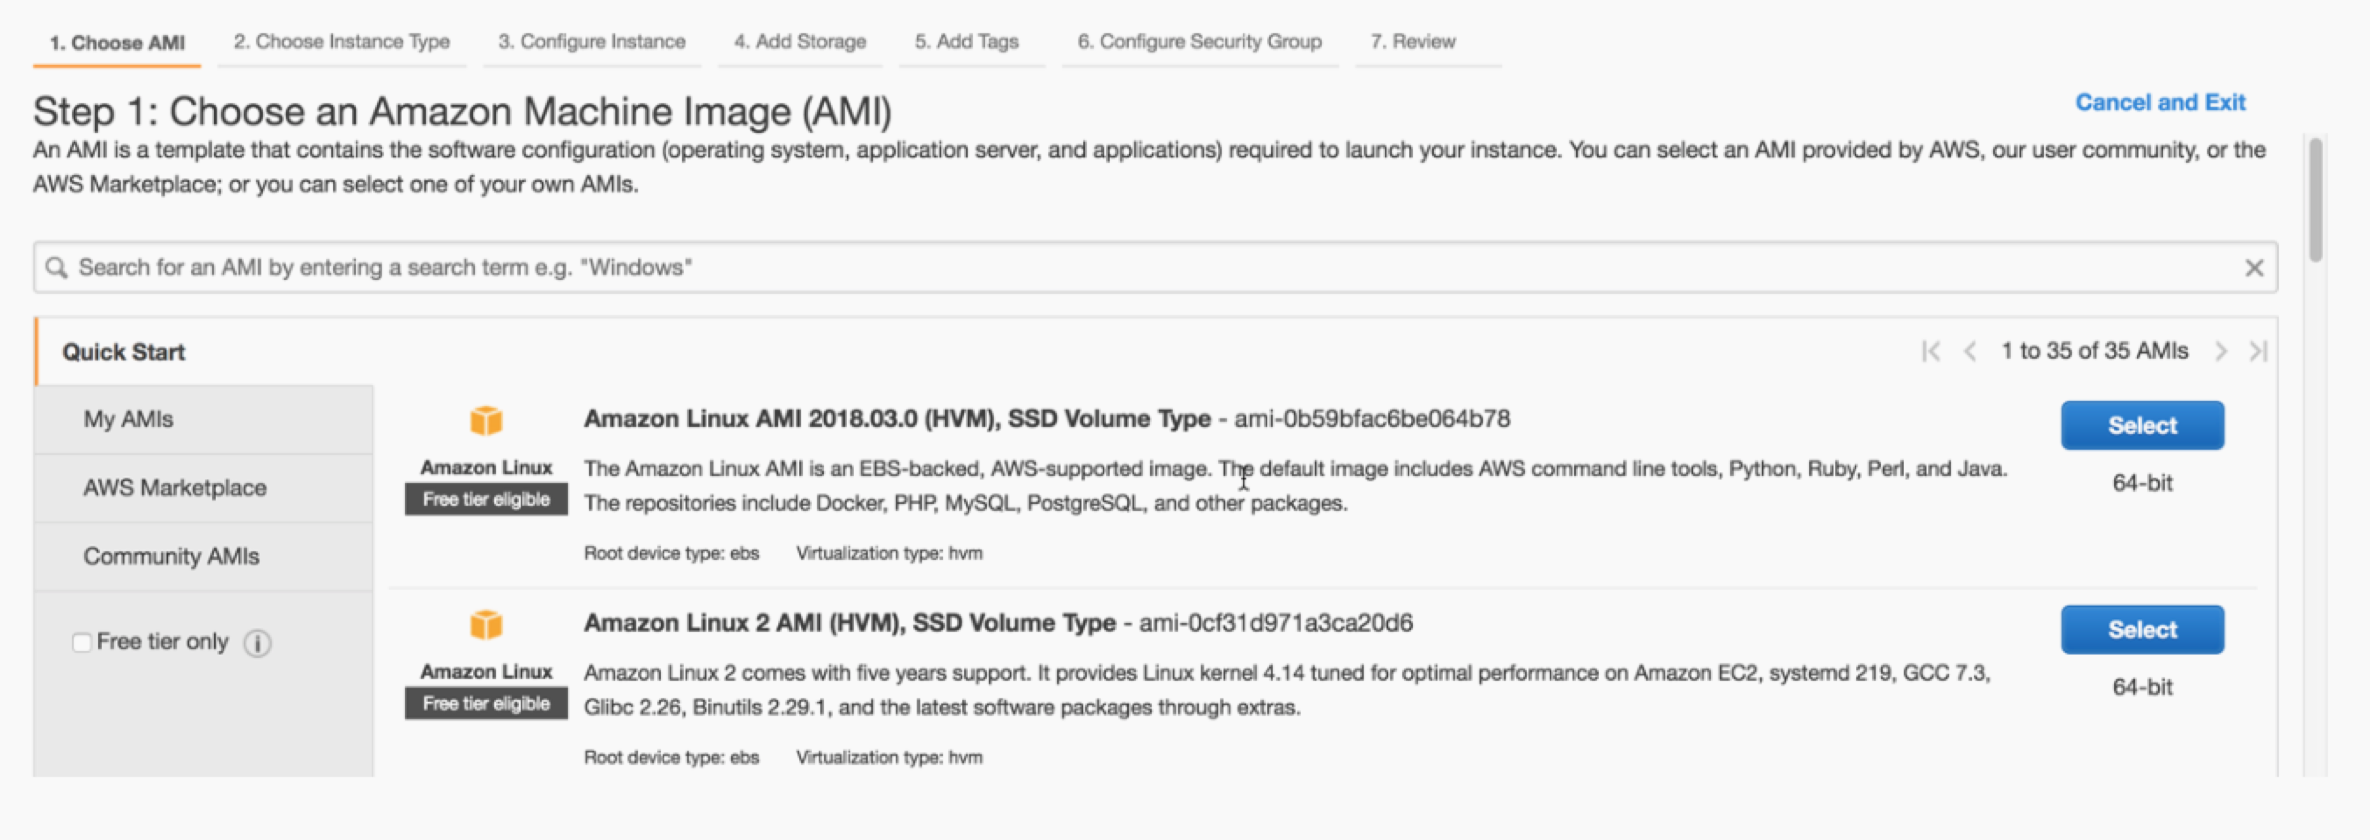 1. Choose AMI 2. Choose Instance Type 3. Configure Instance 4. Add Storage 5. Add Tags 6. Configure Security Group 7. Review
Step 1: Choose an Amazon Machine Image (AMI)
Cancel and Exit
An AMI is a template that contains the software configuration (operating system, application server, and applications) required to launch your instance. You can select an AMI provided by AWS, our user community, or the
AWS Marketplace; or you can select one of your own AMIs.
Search for an AMI by entering a search term e.g. "Windows"
Quick Start
1 to 35 of 35 AMIs
My AMIs
AWS Marketplace
Community AMIs
Free tier only
Amazon Linux
Free tier eligible
Amazon Linux AMI 2018.03.0 (HVM), SSD Volume Type - ami-0b59bfac6be064b78
The Amazon Linux AMI is an EBS-backed, AWS-supported image. The default image includes AWS command line tools, Python, Ruby, Perl, and Java.
The repositories include Docker, PHP, MySQL, PostgreSQL, and other packages.
Root device type: ebs Virtualization type: hvm
Select
64-bit
Amazon Linux
Free tier eligible
Amazon Linux 2 AMI (HVM), SSD Volume Type - ami-0cf31d971a3ca20d6
Amazon Linux 2 comes with five years support. It provides Linux kernel 4.14 tuned for optimal performance on Amazon EC2, systemd 219, GCC 7.3,
Glibc 2.26, Binutils 2.29.1, and the latest software packages through extras.
Root device type: ebs Virtualization type: hvm
Select
64-bit